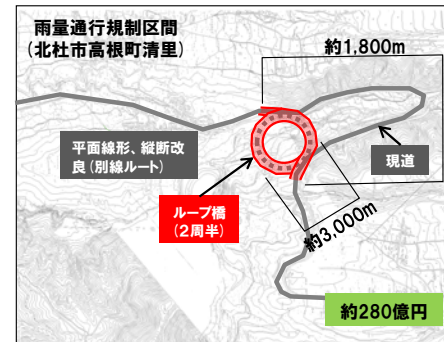 雨量通行規制区間
(北杜市高根町清里)
約1,800m
平面線形、縦断改
良(別線ルート)
現道
ループ橋
(2周半)
約3,000m
約280億円